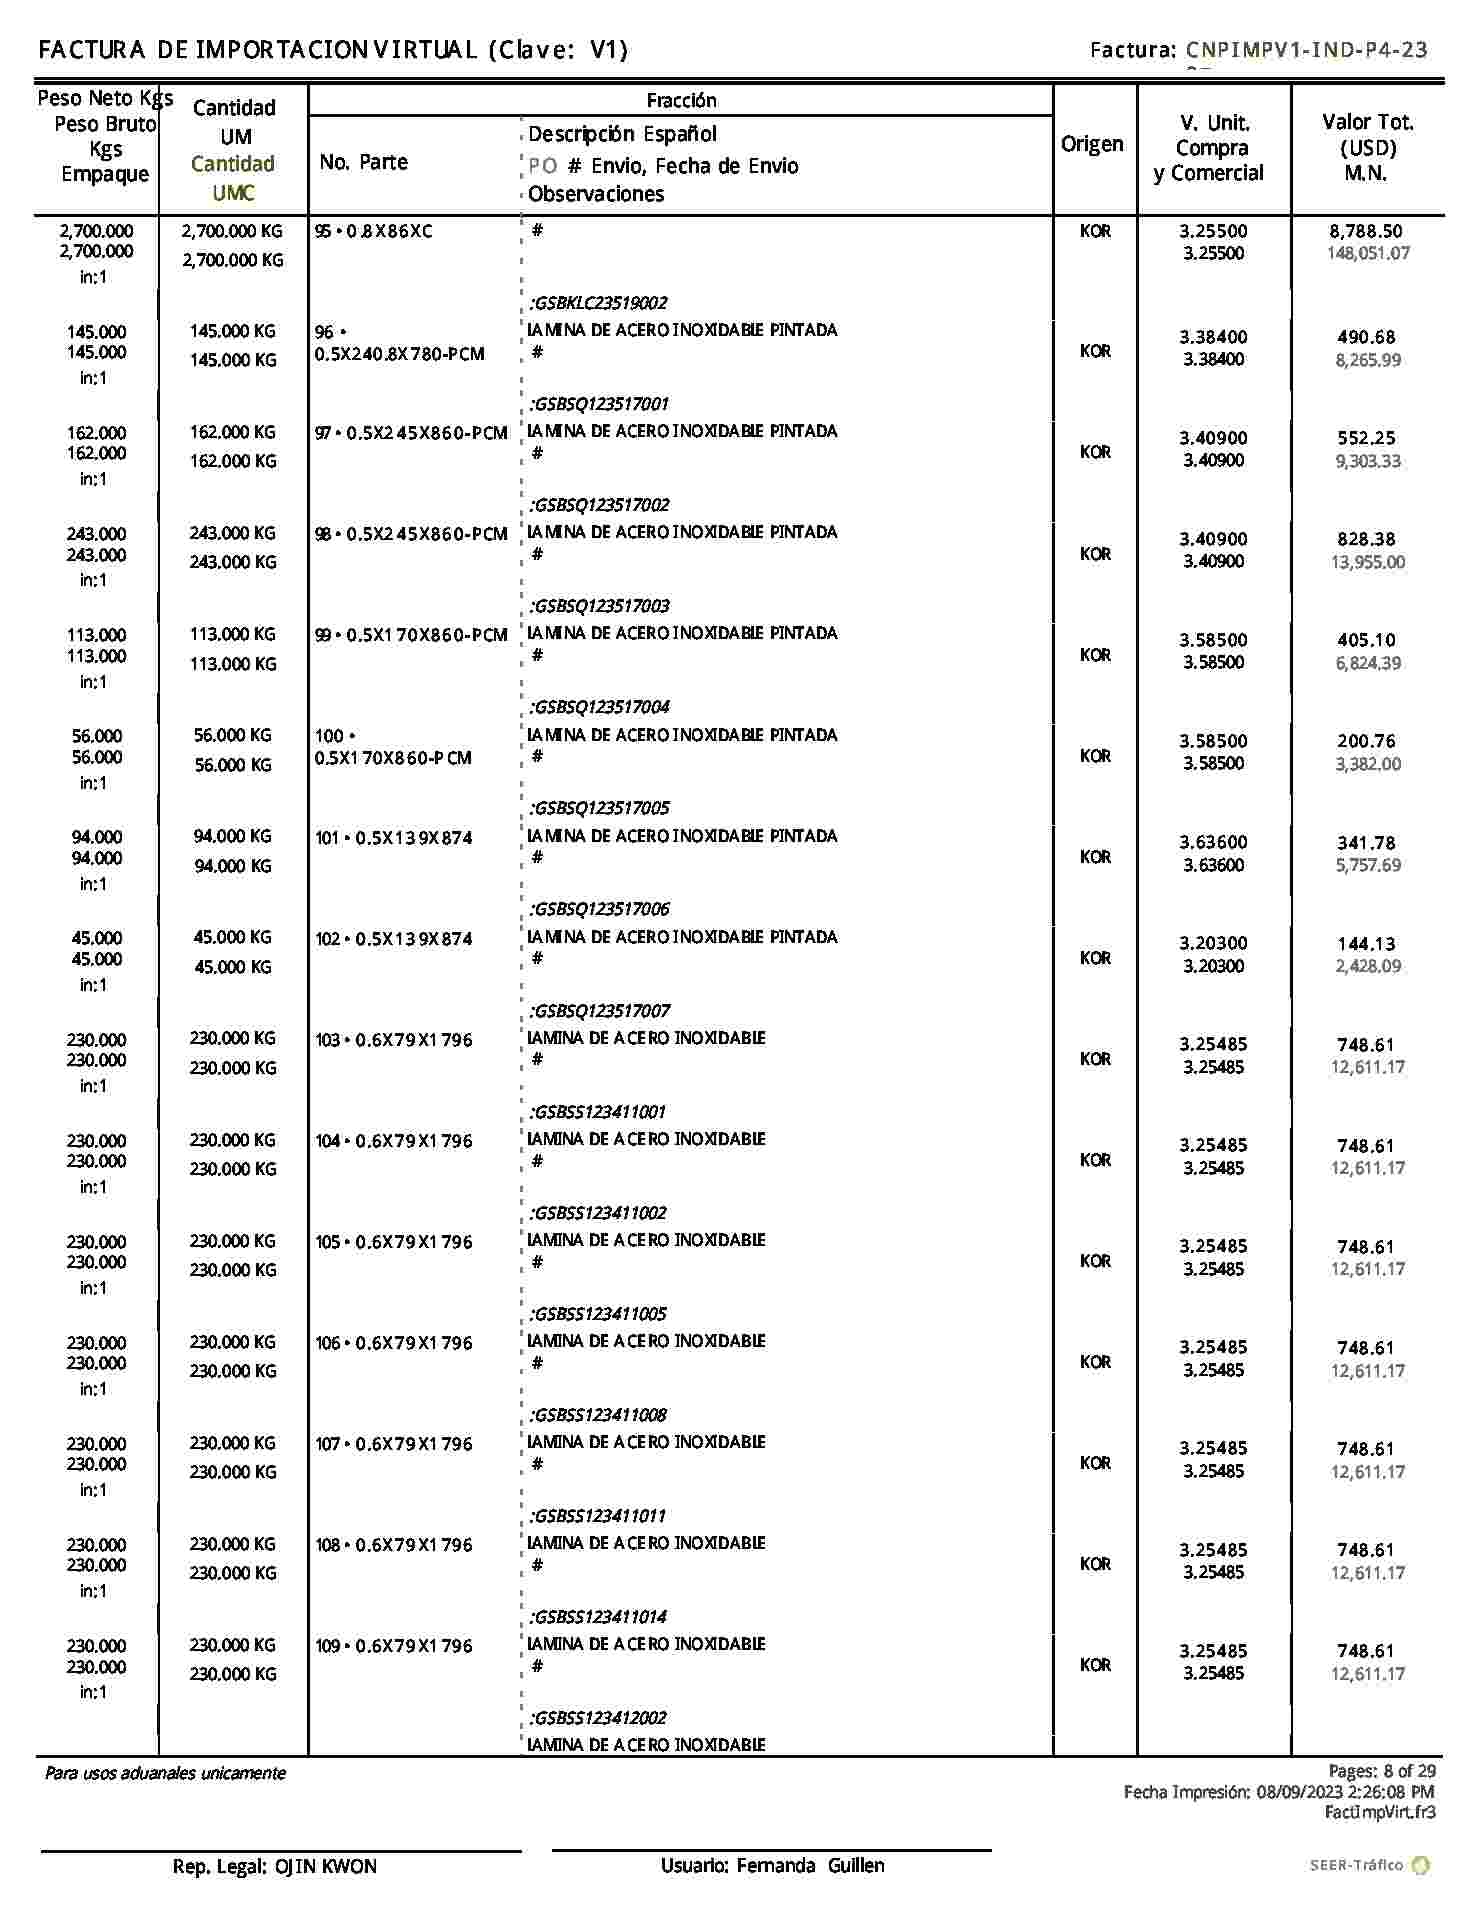 FACTURA DE IMPORTACION VIRTUAL (Clave: V1)
Factura: CNPIMPV1-IND-P4-23
Peso Neto Kgs
Peso Bruto
Kgs
Empaque
Cantidad
UM
Cantidad
UMC
Fracción
No. Parte
Descripción Español
PO # Envio, Fecha de Envio
Observaciones
Origen
V. Unit.
Compra
y Comercial
Valor Tot.
(USD)
M.N.
2,700.000 2,700.000 KG 95 • 0.8X86XC # KOR 3.25500 8,788.50
2,700.000 2,700.000 KG 3.25500 148,051.07
in:1
:GSBKLC23519002
145.000 145.000 KG 96 • LAMINA DE ACERO INOXIDABLE PINTADA 3.38400 490.68
145.000 145.000 KG 0.5X240.8X780-PCM # KOR 3.38400 8,265.99
in:1
:GSBSQ123517001
162.000 162.000 KG 97 • 0.5X245X860-PCM LAMINA DE ACERO INOXIDABLE PINTADA 3.40900 552.25
162.000 162.000 KG # KOR 3.40900 9,303.33
in:1
:GSBSQ123517002
243.000 243.000 KG 98 • 0.5X245X860-PCM LAMINA DE ACERO INOXIDABLE PINTADA 3.40900 828.38
243.000 243.000 KG # KOR 3.40900 13,955.00
in:1
:GSBSQ123517003
113.000 113.000 KG 99 • 0.5X170X860-PCM LAMINA DE ACERO INOXIDABLE PINTADA 3.58500 405.10
113.000 113.000 KG # KOR 3.58500 6,824.39
in:1
:GSBSQ123517004
56.000 56.000 KG 100 • LAMINA DE ACERO INOXIDABLE PINTADA 3.58500 200.76
56.000 56.000 KG 0.5X170X860-PCM # KOR 3.58500 3,382.00
in:1
:GSBSQ123517005
94.000 94.000 KG 101 • 0.5X139X874 LAMINA DE ACERO INOXIDABLE PINTADA 3.63600 341.78
94.000 94.000 KG # KOR 3.63600 5,757.69
in:1
:GSBSQ123517006
45.000 45.000 KG 102 • 0.5X139X874 LAMINA DE ACERO INOXIDABLE PINTADA 3.20300 144.13
45.000 45.000 KG # KOR 3.20300 2,428.09
in:1
:GSBSQ123517007
230.000 230.000 KG 103 • 0.6X79X1796 LAMINA DE ACERO INOXIDABLE 3.25485 748.61
230.000 230.000 KG # KOR 3.25485 12,611.17
in:1
:GSBSS123411001
230.000 230.000 KG 104 • 0.6X79X1796 LAMINA DE ACERO INOXIDABLE 3.25485 748.61
230.000 230.000 KG # KOR 3.25485 12,611.17
in:1
:GSBSS123411002
230.000 230.000 KG 105 • 0.6X79X1796 LAMINA DE ACERO INOXIDABLE 3.25485 748.61
230.000 230.000 KG # KOR 3.25485 12,611.17
in:1
:GSBSS123411005
230.000 230.000 KG 106 • 0.6X79X1796 LAMINA DE ACERO INOXIDABLE 3.25485 748.61
230.000 230.000 KG # KOR 3.25485 12,611.17
in:1
:GSBSS123411008
230.000 230.000 KG 107 • 0.6X79X1796 LAMINA DE ACERO INOXIDABLE 3.25485 748.61
230.000 230.000 KG # KOR 3.25485 12,611.17
in:1
:GSBSS123411011
230.000 230.000 KG 108 • 0.6X79X1796 LAMINA DE ACERO INOXIDABLE 3.25485 748.61
230.000 230.000 KG # KOR 3.25485 12,611.17
in:1
:GSBSS123411014
230.000 230.000 KG 109 • 0.6X79X1796 LAMINA DE ACERO INOXIDABLE 3.25485 748.61
230.000 230.000 KG # KOR 3.25485 12,611.17
in:1
:GSBSS123412002
LAMINA DE ACERO INOXIDABLE
Para usos aduanales unicamente
Pages: 8 of 29
Fecha Impresión: 08/09/2023 2:26:08 PM
FactImpVirt.fr3
Rep. Legal: OJIN KWON
Usuario: Fernanda Guillen
SEER-Tráfico